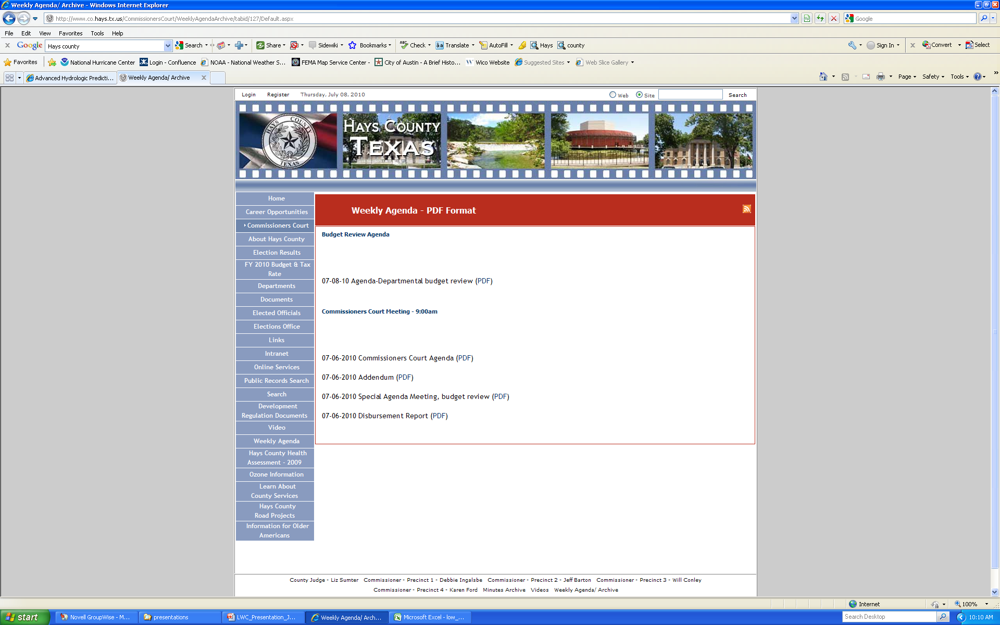 Weekly Agenda/ Archive - Windows Internet Explorer
http://www.co.hays.tx.us/CommissionersCourt/WeeklyAgendaArchive/tabid/127/Default.aspx
Google
File Edit View Favorites Tools Help
Google Hays county Search Share Sidewiki Bookmarks Check Translate AutoFill Hays county Sign In Convert Select
Favorites National Hurricane Center Login - Confluence NOAA - National Weather S... FEMA Map Service Center - City of Austin - A Brief Histo... Wico Website Suggested Sites Web Slice Gallery
Advanced Hydrologic Predicti... Weekly Agenda/ Archive Page Safety Tools
Login Register Thursday, July 08, 2010 Web Site Search
HAYS COUNTY
TEXAS
HAYS COUNTY
TEXAS
Home
Career Opportunities
Commissioners Court
About Hays County
Election Results
FY 2010 Budget & Tax
Rate
Departments
Documents
Elected Officials
Elections Office
Links
Intranet
Online Services
Public Records Search
Search
Development
Regulation Documents
Video
Weekly Agenda
Hays County Health
Assessment - 2009
Ozone Information
Learn About
County Services
Hays County
Road Projects
Information for Older
Americans
Weekly Agenda - PDF Format
Budget Review Agenda
07-08-10 Agenda-Departmental budget review (PDF)
Commissioners Court Meeting - 9:00am
07-06-2010 Commissioners Court Agenda (PDF)
07-06-2010 Addendum (PDF)
07-06-2010 Special Agenda Meeting, budget review (PDF)
07-06-2010 Disbursement Report (PDF)
County Judge - Liz Sumter Commissioner - Precinct 1 - Debbie Ingalsbe Commissioner - Precinct 2 - Jeff Barton Commissioner - Precinct 3 - Will Conley
Commissioner - Precinct 4 - Karen Ford Minutes Archive Videos Weekly Agenda/ Archive
Internet 100%
start Novell GroupWise - M... presentations LWC_Presentation_J... Weekly Agenda/ Arch... Microsoft Excel - low_... Search Desktop 10:10 AM